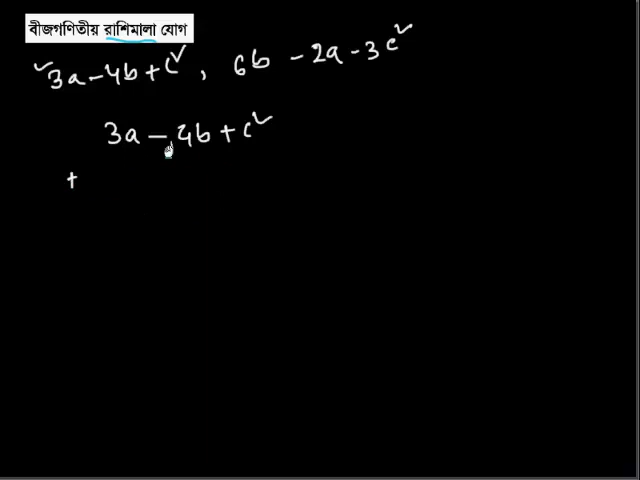 বীজগণিতীয় রাশিমালা যোগ
3a - 4b + c², 6b - 2a - 3c²
3a - 4b + c²
+